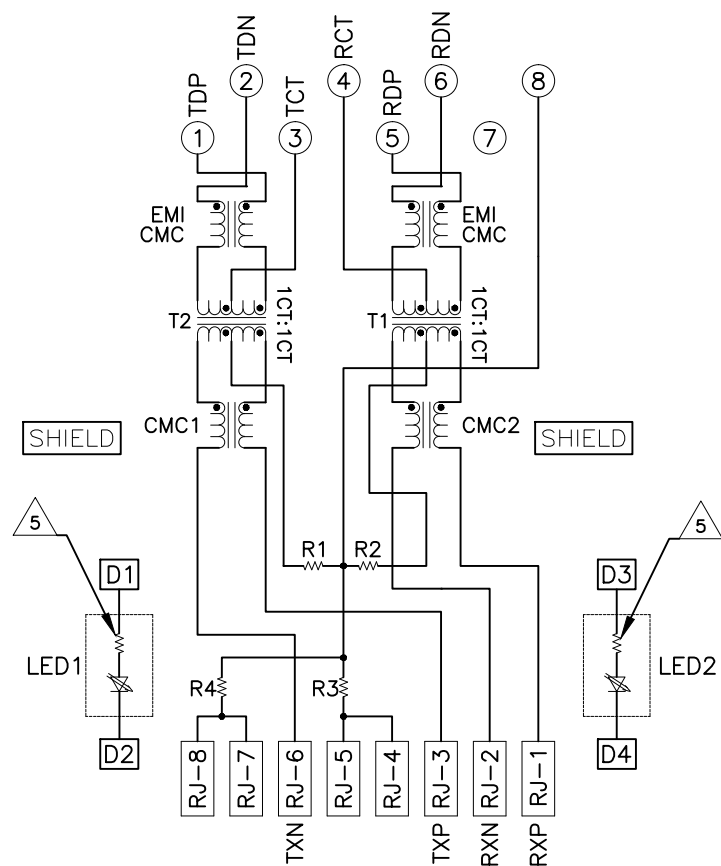 TDP
TDN
TCT
RCT
RDP
RDN
1
2
3
4
5
6
7
8
EMI
CMC
EMI
CMC
T2
1CT:1CT
T1
1CT:1CT
CMC1
CMC2
SHIELD
SHIELD
5
5
R1
R2
D1
D3
LED1
LED2
R4
R3
D2
D4
RJ-8
RJ-7
RJ-6
RJ-5
RJ-4
RJ-3
RJ-2
RJ-1
TXN
TXP
RXN
RXP